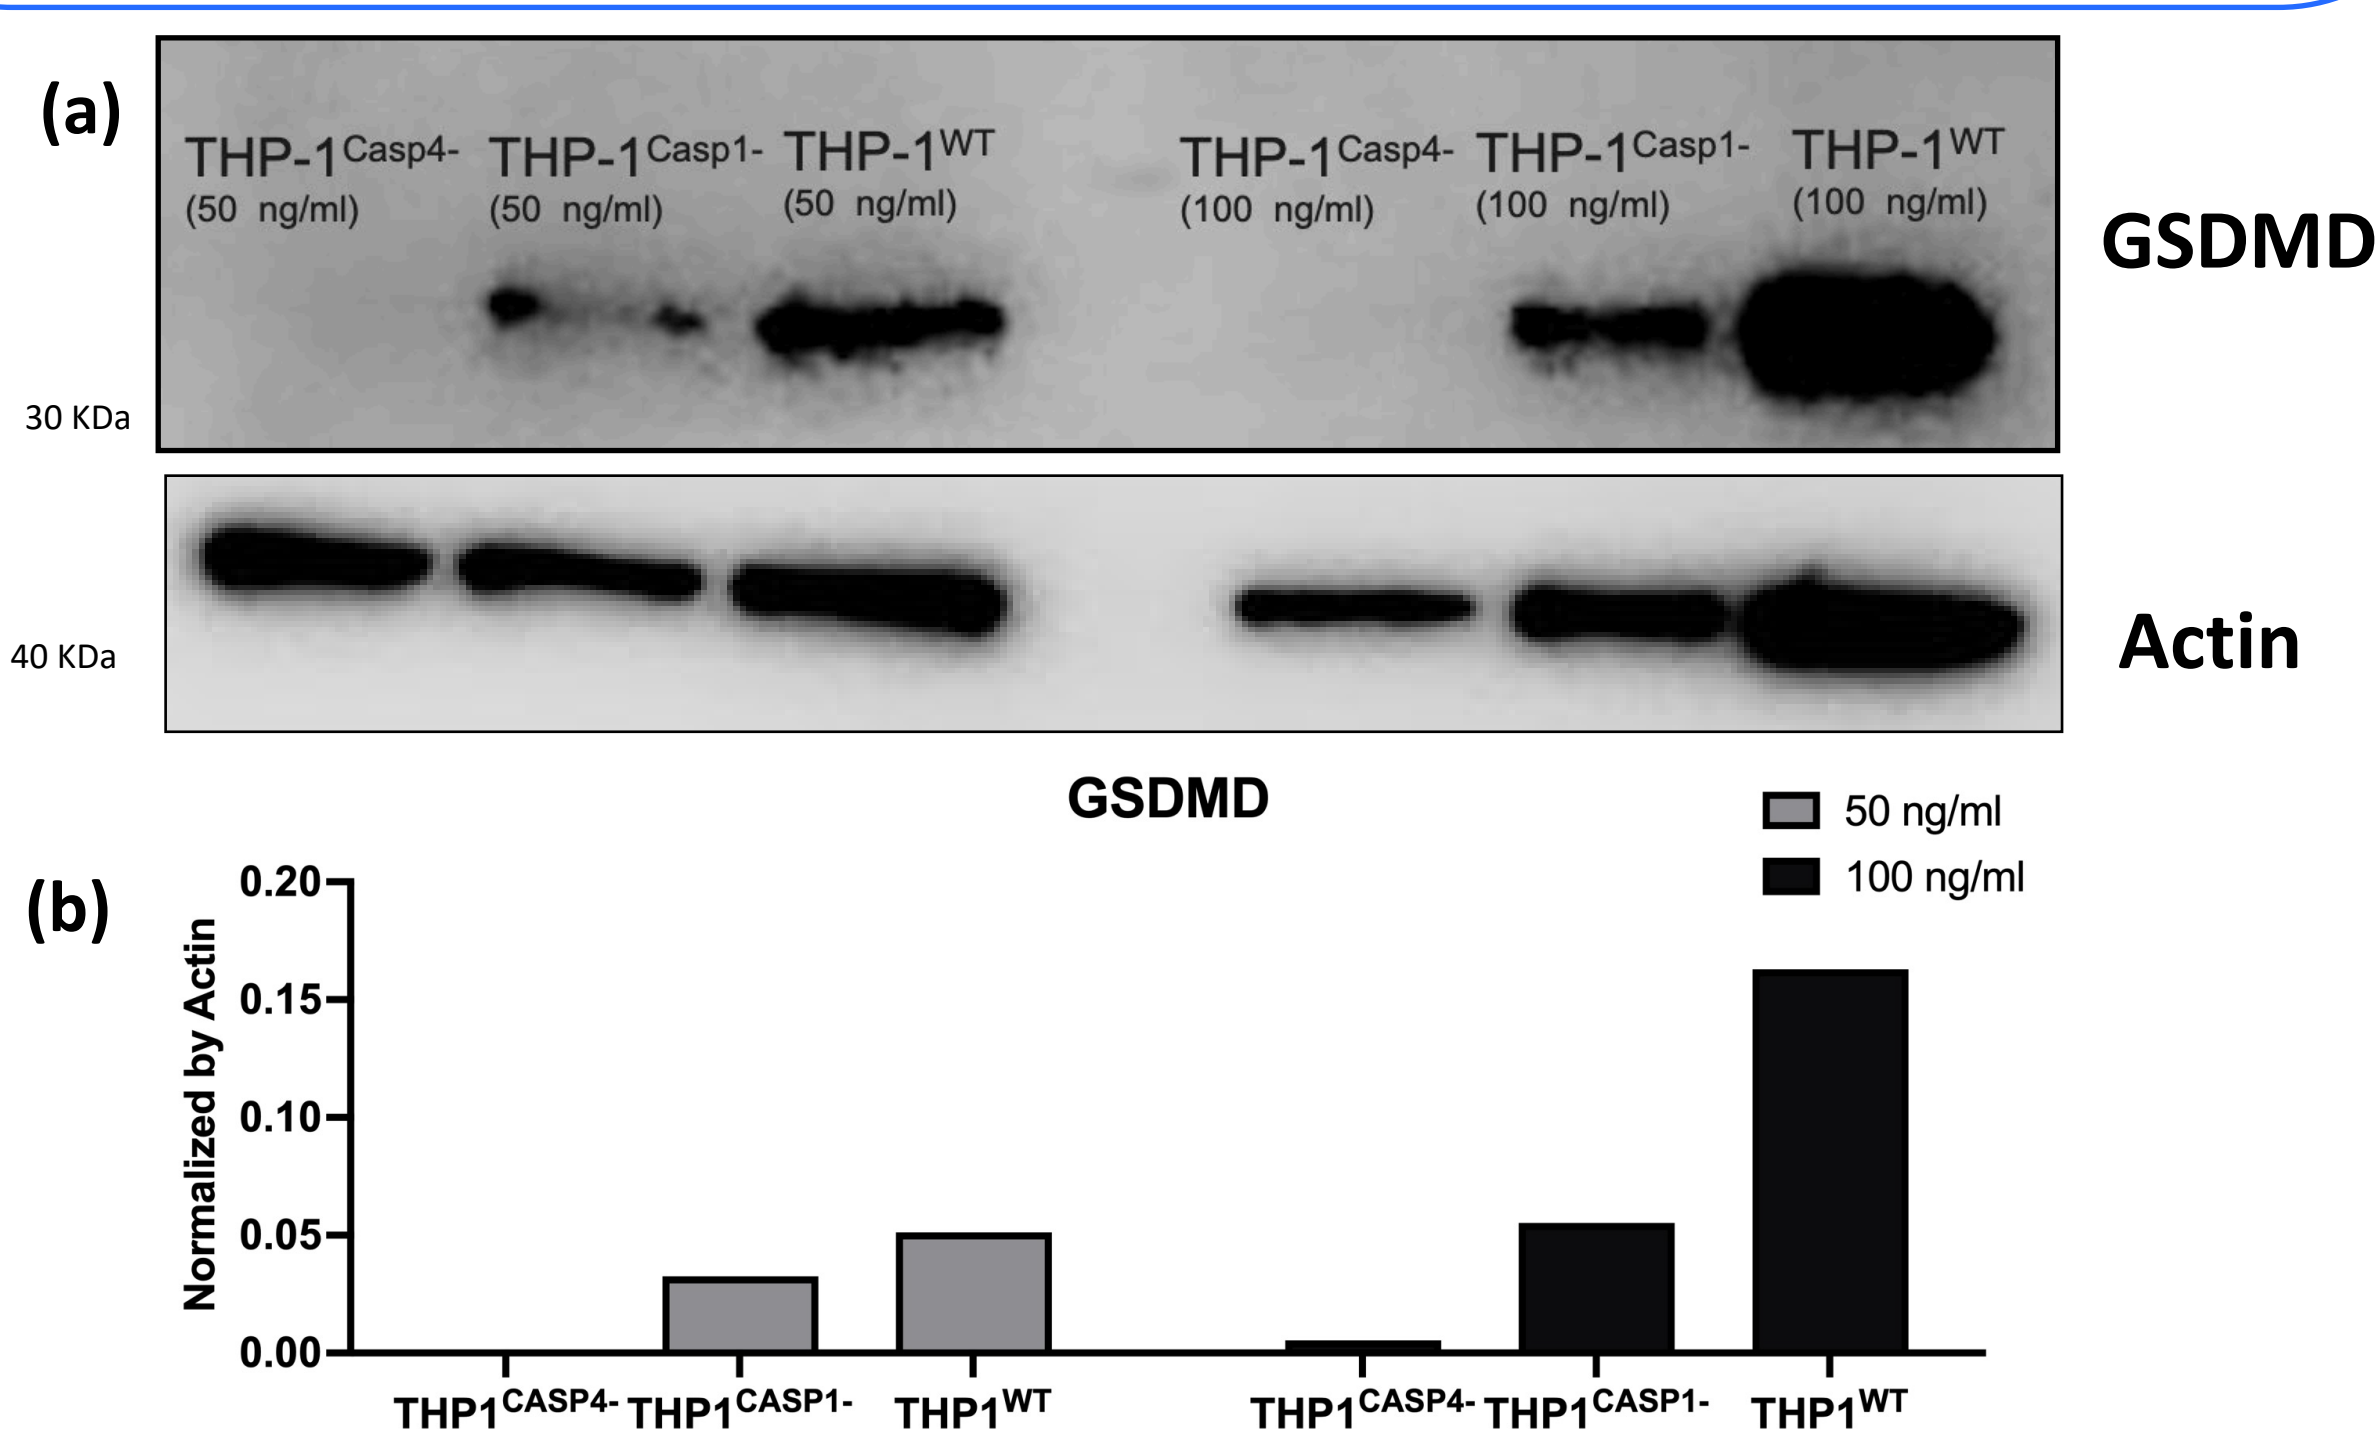 (a)
THP-1Casp4- THP-1Casp1- THP-1WT THP-1Casp4- THP-1Casp1- THP-1WT
(50 ng/ml) (50 ng/ml) (50 ng/ml) (100 ng/ml) (100 ng/ml) (100 ng/ml)
GSDMD
30 KDa
40 KDa
Actin
GSDMD
50 ng/ml
100 ng/ml
(b)
Normalized by Actin
0.20
0.15
0.10
0.05
0.00
THP1CASP4- THP1CASP1- THP1WT THP1CASP4- THP1CASP1- THP1WT